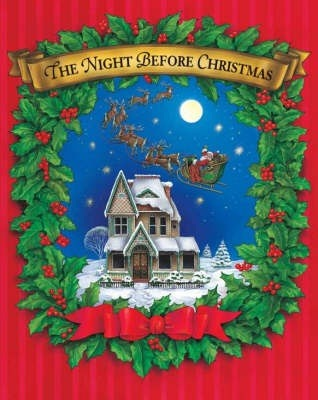 THE NIGHT BEFORE CHRISTMAS